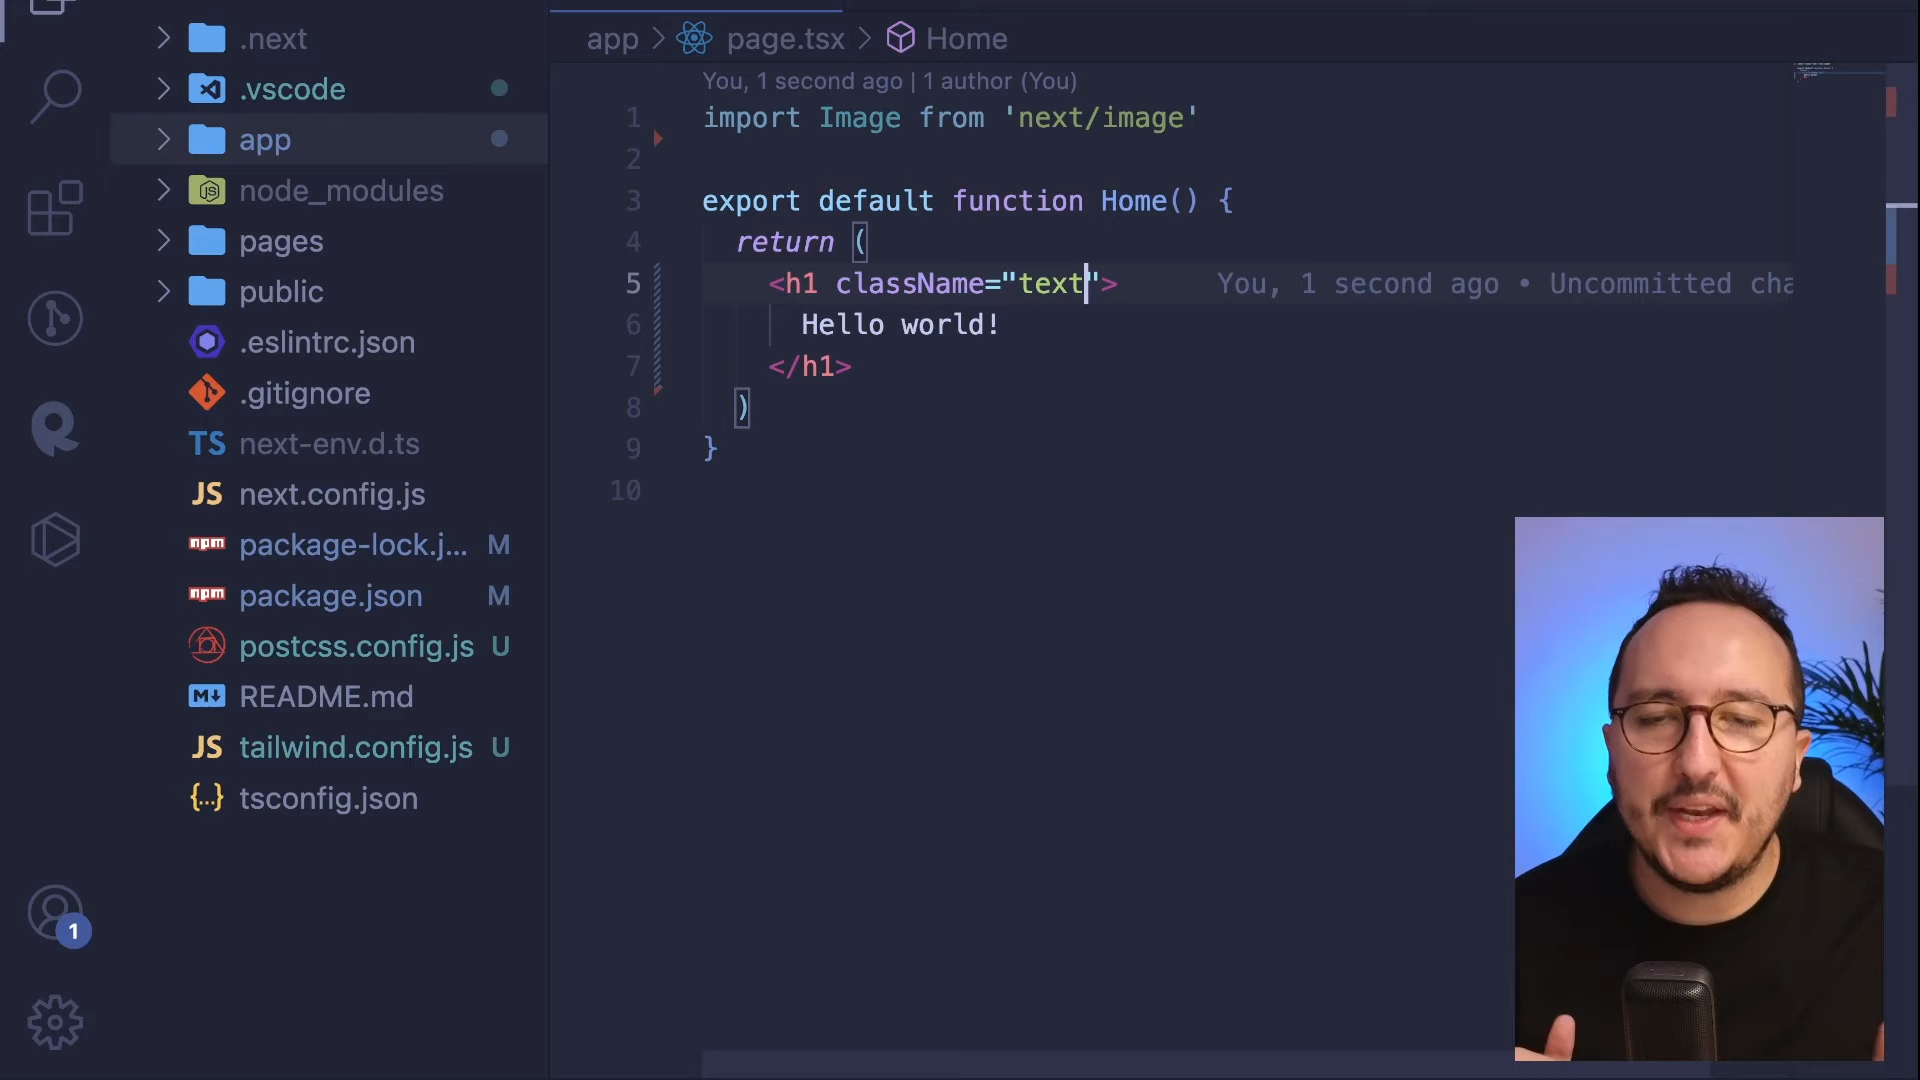 .next
.vscode
app
node_modules
pages
public
.eslintrc.json
.gitignore
TS next-env.d.ts
JS next.config.js
npm package-lock.j... M
npm package.json M
postcss.config.js U
M README.md
JS tailwind.config.js U
{...} tsconfig.json
1
app > page.tsx > Home
You, 1 second ago | 1 author (You)
1 import Image from 'next/image'
2
3 export default function Home() {
4 return (
5 <h1 className="text"> You, 1 second ago • Uncommitted cha
6 Hello world!
7 </h1>
8 )
9 }
10